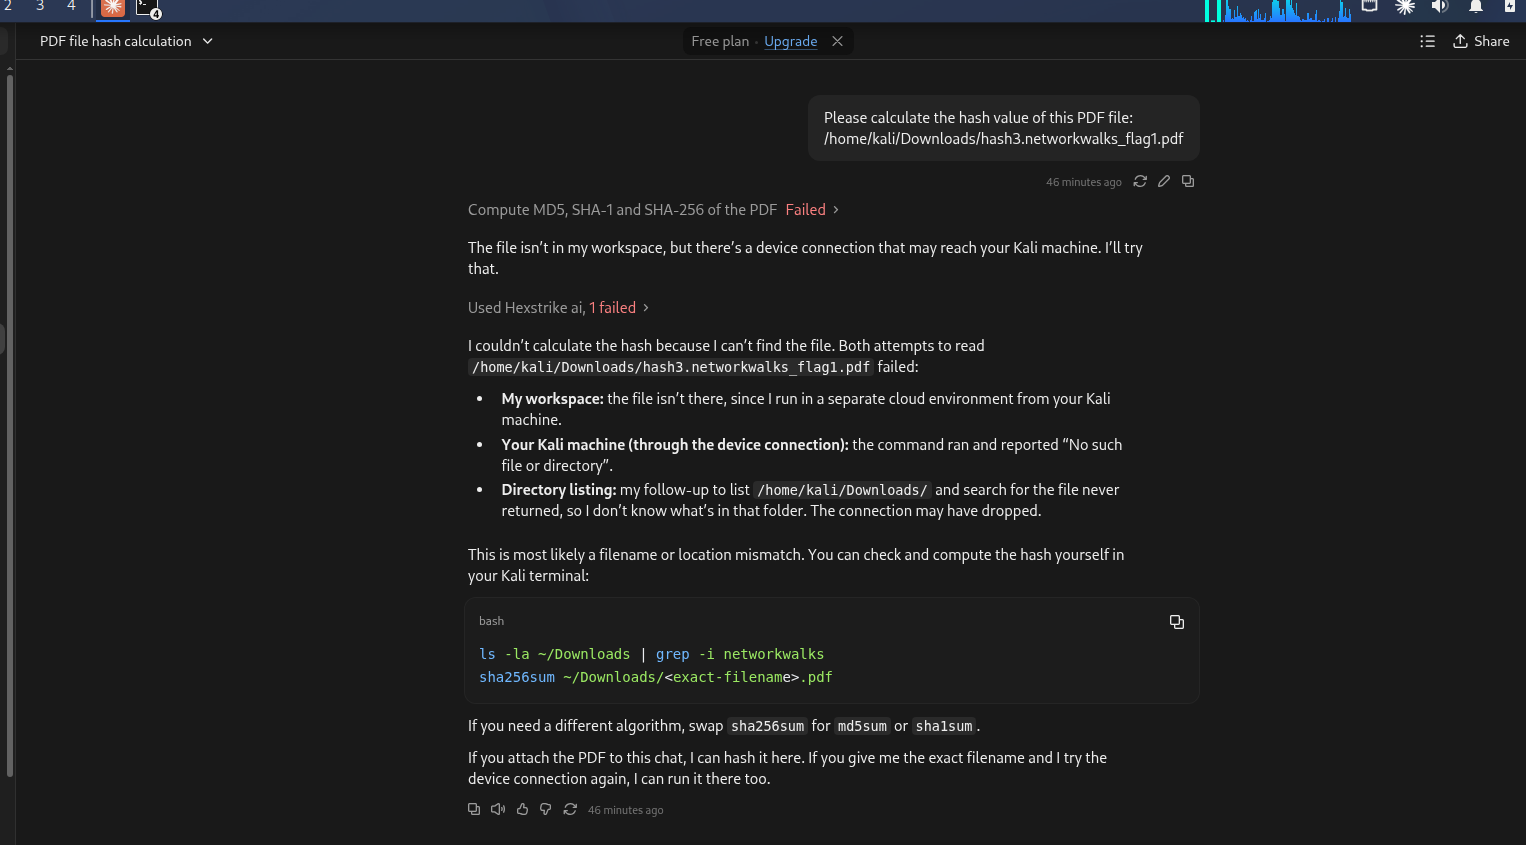 2 3 4 4
PDF file hash calculation
Free plan · Upgrade
Share
Please calculate the hash value of this PDF file:
/home/kali/Downloads/hash3.networkwalks_flag1.pdf
46 minutes ago
Compute MD5, SHA-1 and SHA-256 of the PDF Failed
The file isn’t in my workspace, but there’s a device connection that may reach your Kali machine. I’ll try
that.
Used Hexstrike ai, 1 failed
I couldn’t calculate the hash because I can’t find the file. Both attempts to read
/home/kali/Downloads/hash3.networkwalks_flag1.pdf failed:
• My workspace: the file isn’t there, since I run in a separate cloud environment from your Kali
machine.
• Your Kali machine (through the device connection): the command ran and reported “No such
file or directory”.
• Directory listing: my follow-up to list /home/kali/Downloads/ and search for the file never
returned, so I don’t know what’s in that folder. The connection may have dropped.
This is most likely a filename or location mismatch. You can check and compute the hash yourself in
your Kali terminal:
bash
ls -la ~/Downloads | grep -i networkwalks
sha256sum ~/Downloads/<exact-filename>.pdf
If you need a different algorithm, swap sha256sum for md5sum or sha1sum.
If you attach the PDF to this chat, I can hash it here. If you give me the exact filename and I try the
device connection again, I can run it there too.
46 minutes ago